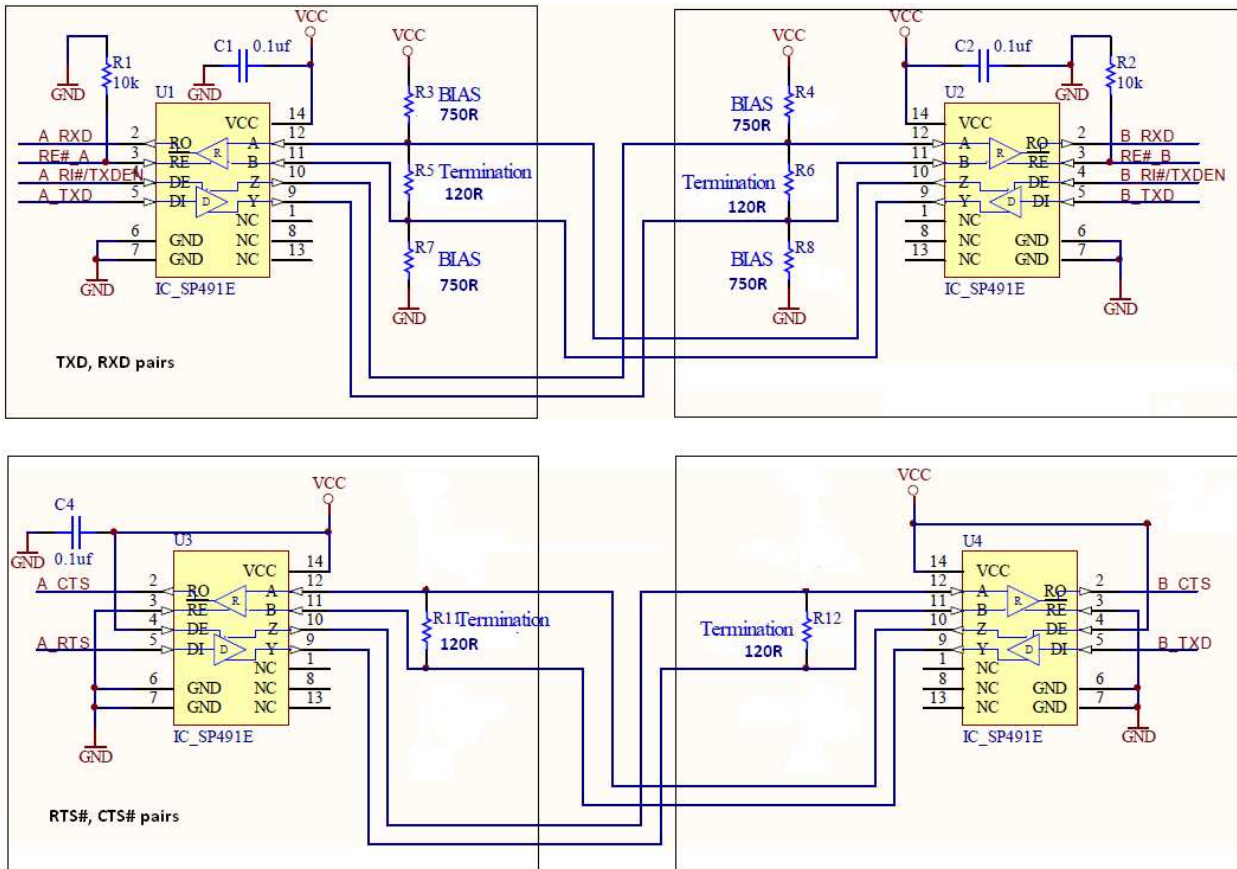 VCC
VCC
VCC
VCC
C1 0.1uf
C2 0.1uf
R1
10k
GND
GND
R3 BIAS
750R
R4
BIAS
750R
GND
R2
10k
GND
U1
14
VCC
A_RXD 2 RO A 12
RE#_A 3 RE B 11
A_RI#/TXDEN 4 DE Z 10
A_TXD 5 DI Y 9
R
D
NC 1
6 GND NC 8
7 GND NC 13
GND
IC_SP491E
R5 Termination
120R
R7
BIAS
750R
GND
R6
Termination
120R
R8
BIAS
750R
GND
U2
14
VCC
12 A RO 2 B_RXD
11 B RE 3 RE#_B
10 Z DE 4 B_RI#/TXDEN
9 Y DI 5 B_TXD
R
D
1 NC
8 NC GND 6
13 NC GND 7
GND
IC_SP491E
TXD, RXD pairs
VCC
VCC
C4
GND 0.1uf
U3
14
VCC
A_CTS 2 RO A 12
3 RE B 11
4 DE Z 10
A_RTS 5 DI Y 9
R
D
NC 1
6 GND NC 8
7 GND NC 13
GND
IC_SP491E
R11 Termination
120R
R12
Termination
120R
U4
14
VCC
12 A RO 2 B_CTS
11 B RE 3
10 Z DE 4
9 Y DI 5 B_TXD
R
D
1 NC
8 NC GND 6
13 NC GND 7
GND
IC_SP491E
RTS#, CTS# pairs